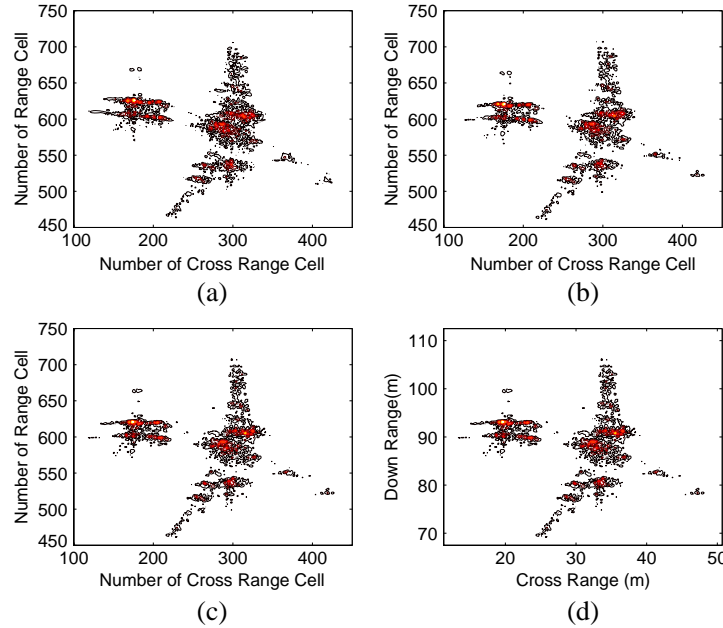 750
700
650
600
550
500
450
Number of Range Cell
100 200 300 400
Number of Cross Range Cell
(a)
750
700
650
600
550
500
450
Number of Range Cell
100 200 300 400
Number of Cross Range Cell
(b)
750
700
650
600
550
500
450
Number of Range Cell
100 200 300 400
Number of Cross Range Cell
(c)
110
100
90
80
70
Down Range(m)
20 30 40 50
Cross Range (m)
(d)